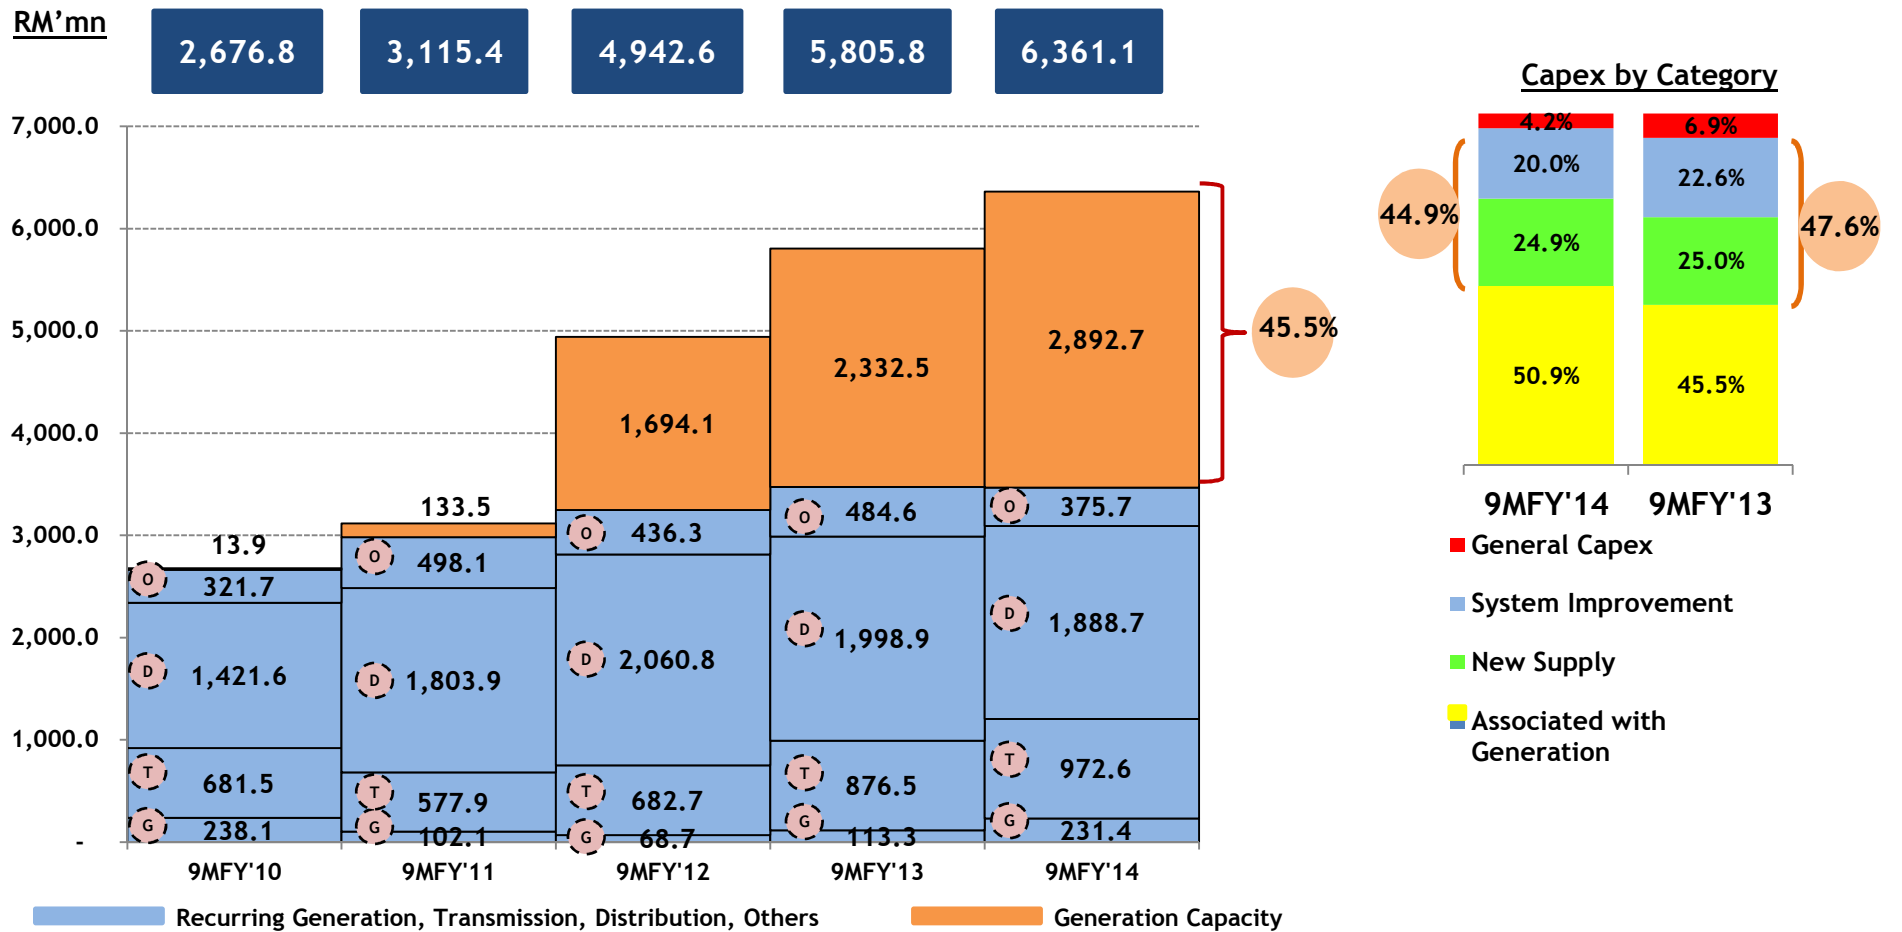 RM’mn
2,676.8
3,115.4
4,942.6
5,805.8
6,361.1
7,000.0
6,000.0
5,000.0
4,000.0
3,000.0
2,000.0
1,000.0
-
13.9
O 321.7
D 1,421.6
T 681.5
G 238.1
133.5
O 498.1
D 1,803.9
T 577.9
G 102.1
1,694.1
O 436.3
D 2,060.8
T 682.7
G 68.7
2,332.5
O 484.6
D 1,998.9
T 876.5
G 113.3
2,892.7
O 375.7
D 1,888.7
T 972.6
G 231.4
45.5%
9MFY'10
9MFY'11
9MFY'12
9MFY'13
9MFY'14
Recurring Generation, Transmission, Distribution, Others
Generation Capacity
Capex by Category
4.2%
20.0%
24.9%
50.9%
44.9%
6.9%
22.6%
25.0%
45.5%
47.6%
9MFY'14
9MFY'13
General Capex
System Improvement
New Supply
Associated with
Generation